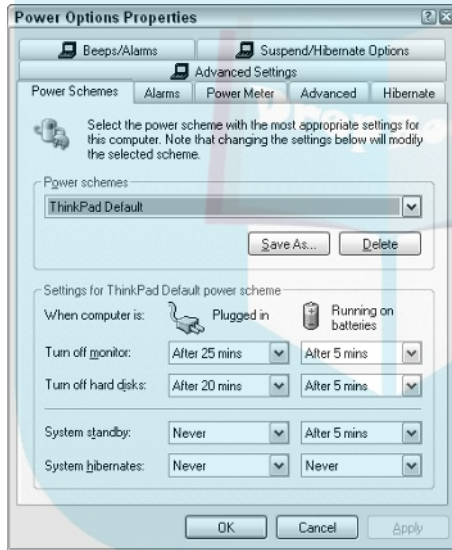 Power Options Properties
Beeps/Alarms
Suspend/Hibernate Options
Advanced Settings
Power Schemes
Alarms
Power Meter
Advanced
Hibernate
Select the power scheme with the most appropriate settings for
this computer. Note that changing the settings below will modify
the selected scheme.
Power schemes
ThinkPad Default
Save As...
Delete
Settings for ThinkPad Default power scheme
When computer is:
Plugged in
Running on
batteries
Turn off monitor:
After 25 mins
After 5 mins
Turn off hard disks:
After 20 mins
After 5 mins
System standby:
Never
After 5 mins
System hibernates:
Never
Never
OK
Cancel
Apply